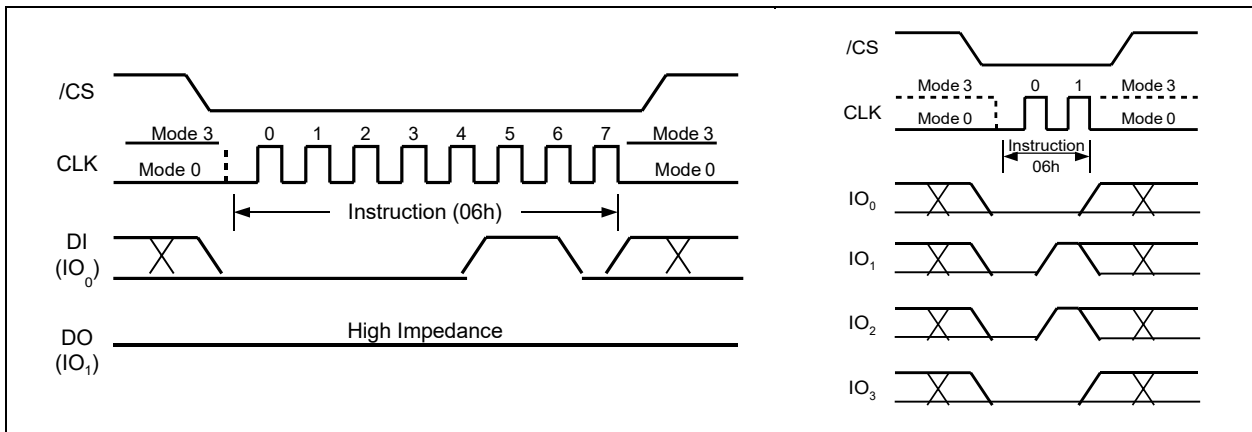 /CS
Mode 3 0 1 2 3 4 5 6 7 Mode 3
CLK
Mode 0 Mode 0
Instruction (06h)
DI
(IO0)
High Impedance
DO
(IO1)
/CS
Mode 3 0 1 Mode 3
CLK
Mode 0 Mode 0
Instruction
06h
IO0
IO1
IO2
IO3